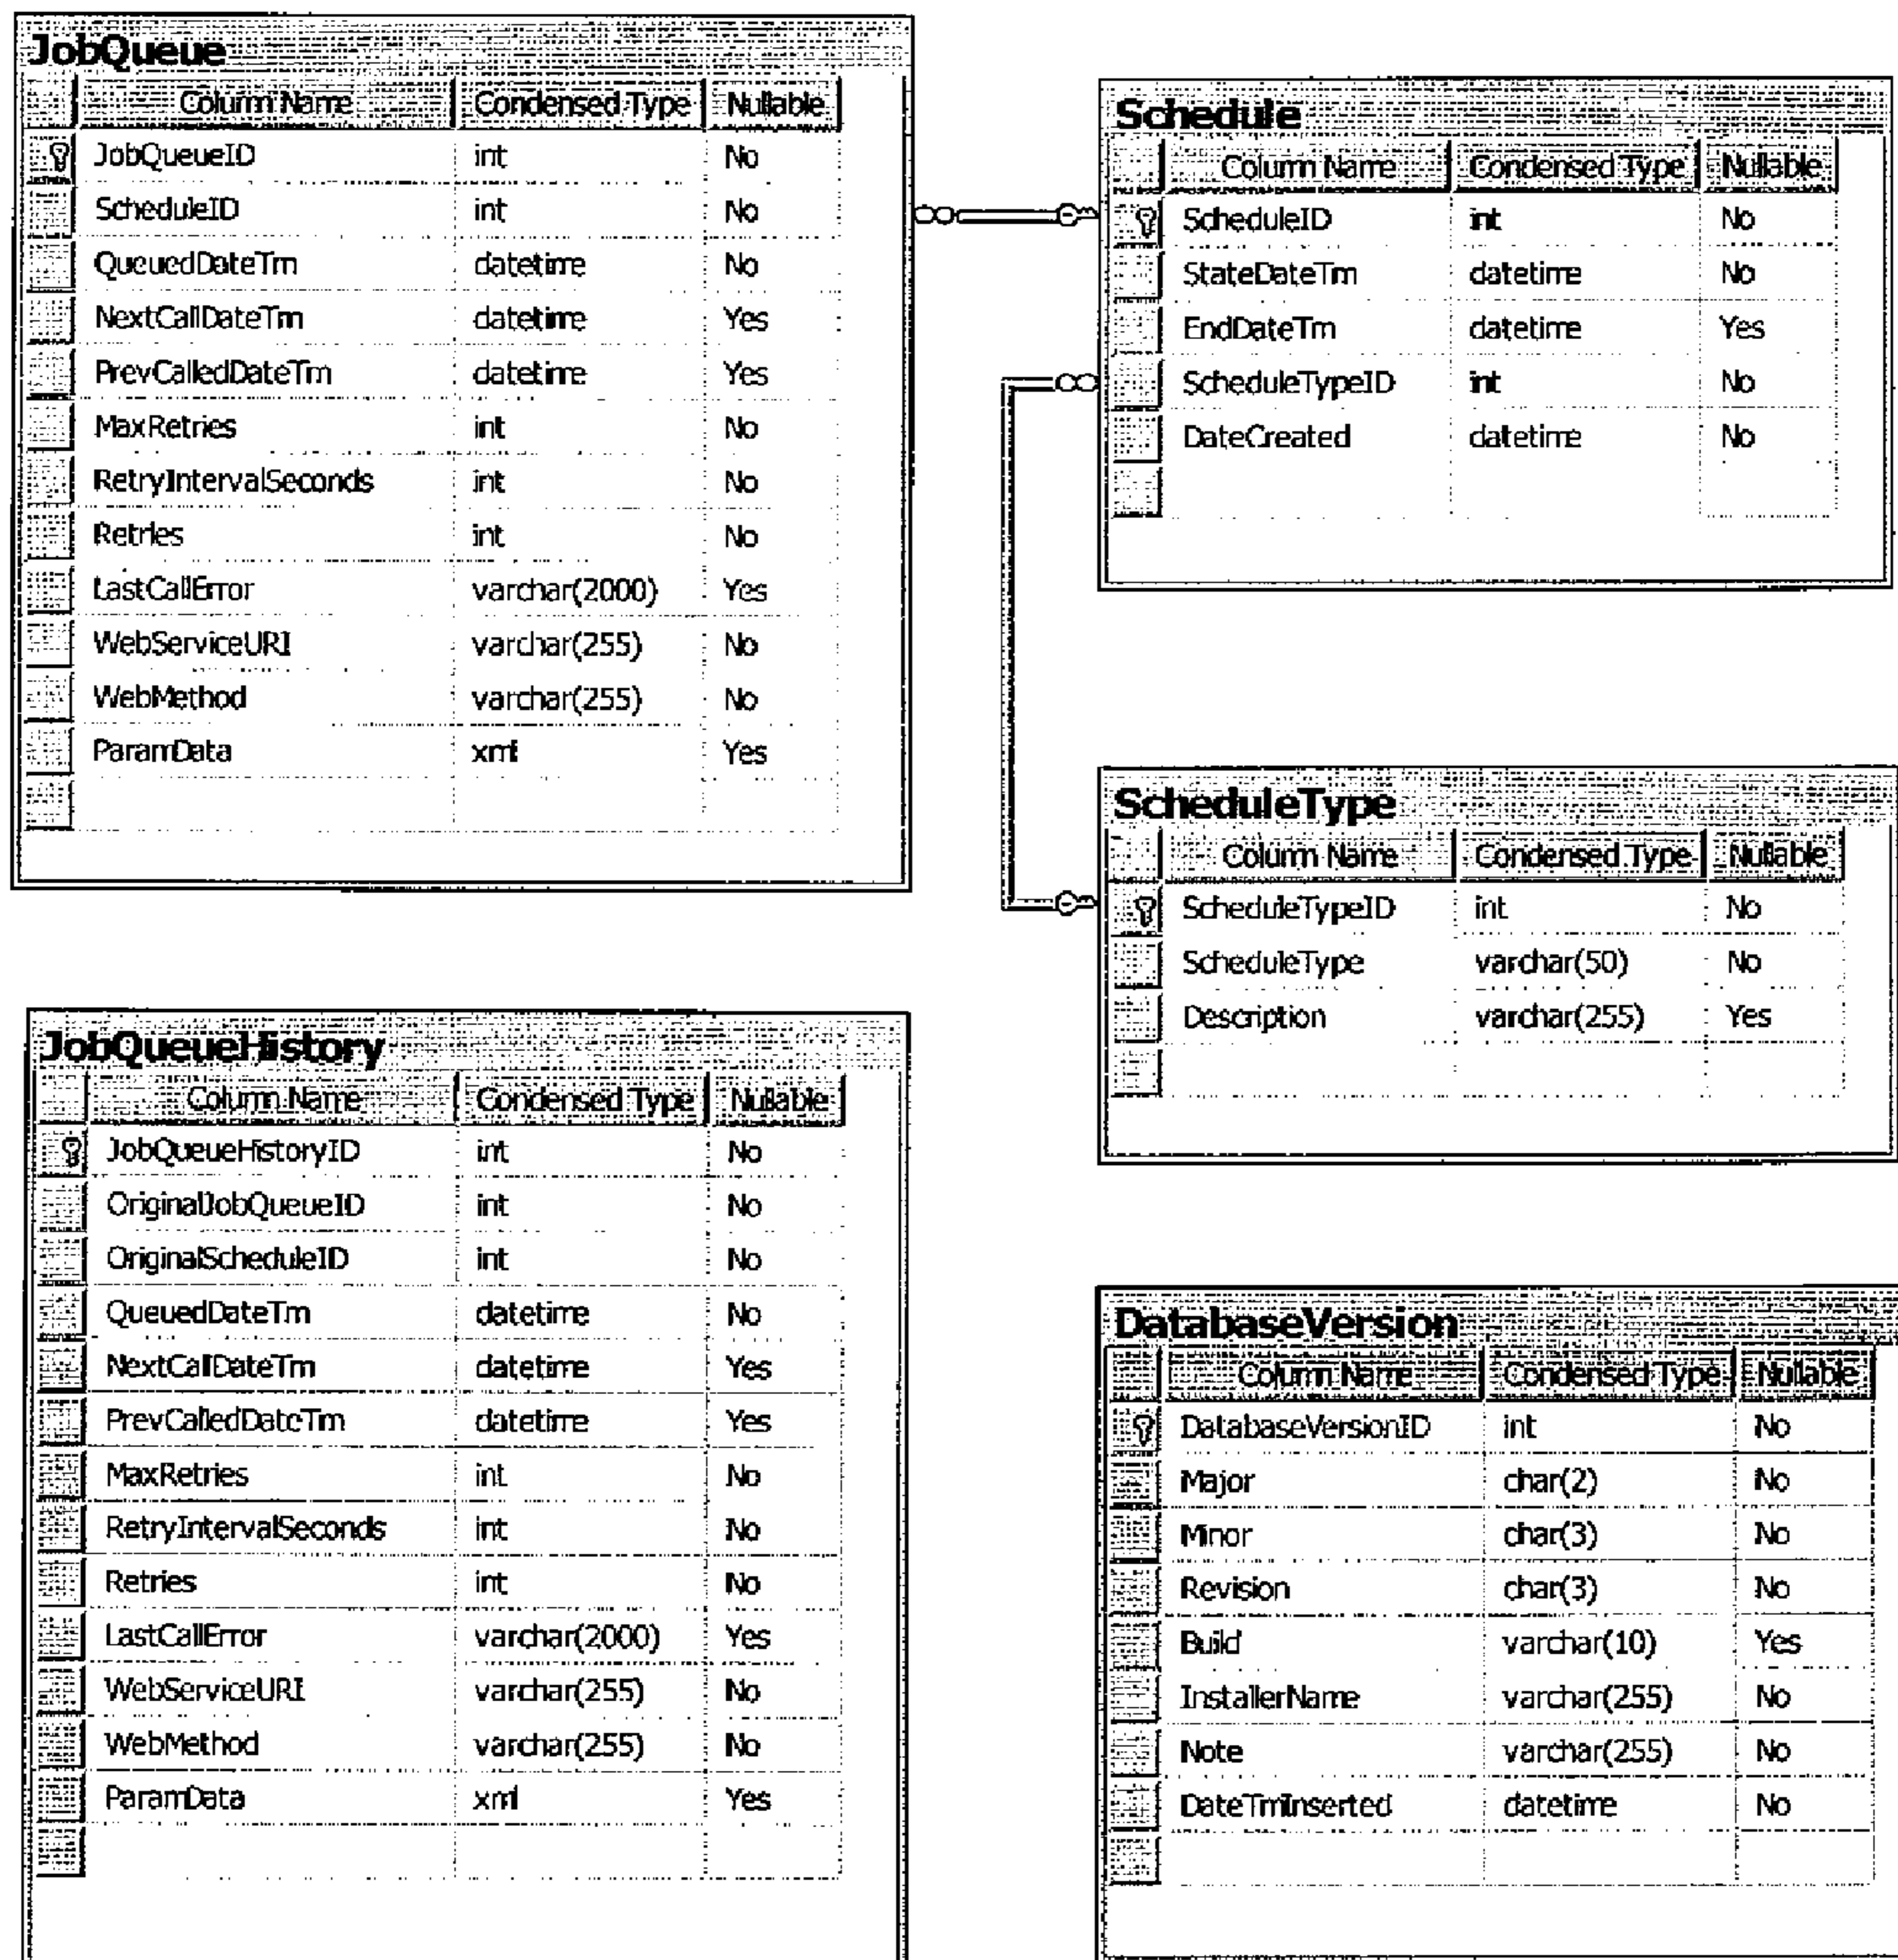 JobQueue
Column Name Condensed Type Nullable
JobQueueID int No
ScheduleID int No
QueuedDateTm datetime No
NextCallDateTm datetime Yes
PrevCalledDateTm datetime Yes
MaxRetries int No
RetryIntervalSeconds int No
Retries int No
LastCallError varchar(2000) Yes
WebServiceURI varchar(255) No
WebMethod varchar(255) No
ParamData xml Yes
Schedule
Column Name Condensed Type Nullable
ScheduleID int No
StateDateTm datetime No
EndDateTm datetime Yes
ScheduleTypeID int No
DateCreated datetime No
ScheduleType
Column Name Condensed Type Nullable
ScheduleTypeID int No
ScheduleType varchar(50) No
Description varchar(255) Yes
JobQueueHistory
Column Name Condensed Type Nullable
JobQueueHistoryID int No
OriginalJobQueueID int No
OriginalScheduleID int No
QueuedDateTm datetime No
NextCallDateTm datetime Yes
PrevCalledDateTm datetime Yes
MaxRetries int No
RetryIntervalSeconds int No
Retries int No
LastCallError varchar(2000) Yes
WebServiceURI varchar(255) No
WebMethod varchar(255) No
ParamData xml Yes
DatabaseVersion
Column Name Condensed Type Nullable
DatabaseVersionID int No
Major char(2) No
Minor char(3) No
Revision char(3) No
Build varchar(10) Yes
InstallerName varchar(255) No
Note varchar(255) No
DateTmInserted datetime No